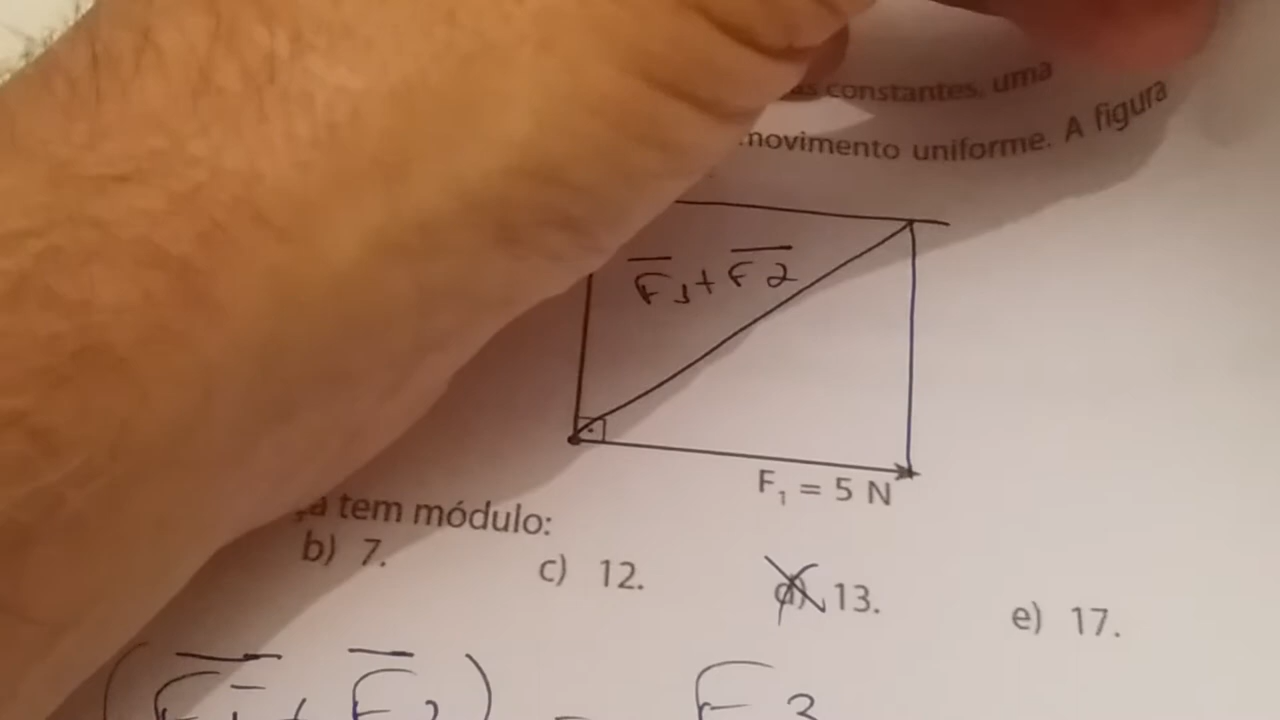 constantes, uma
movimento uniforme. A figura
F1 + F2
F1 = 5 N
tem módulo:
b) 7.
c) 12.
d) 13.
e) 17.
(F1 + F2) = F3